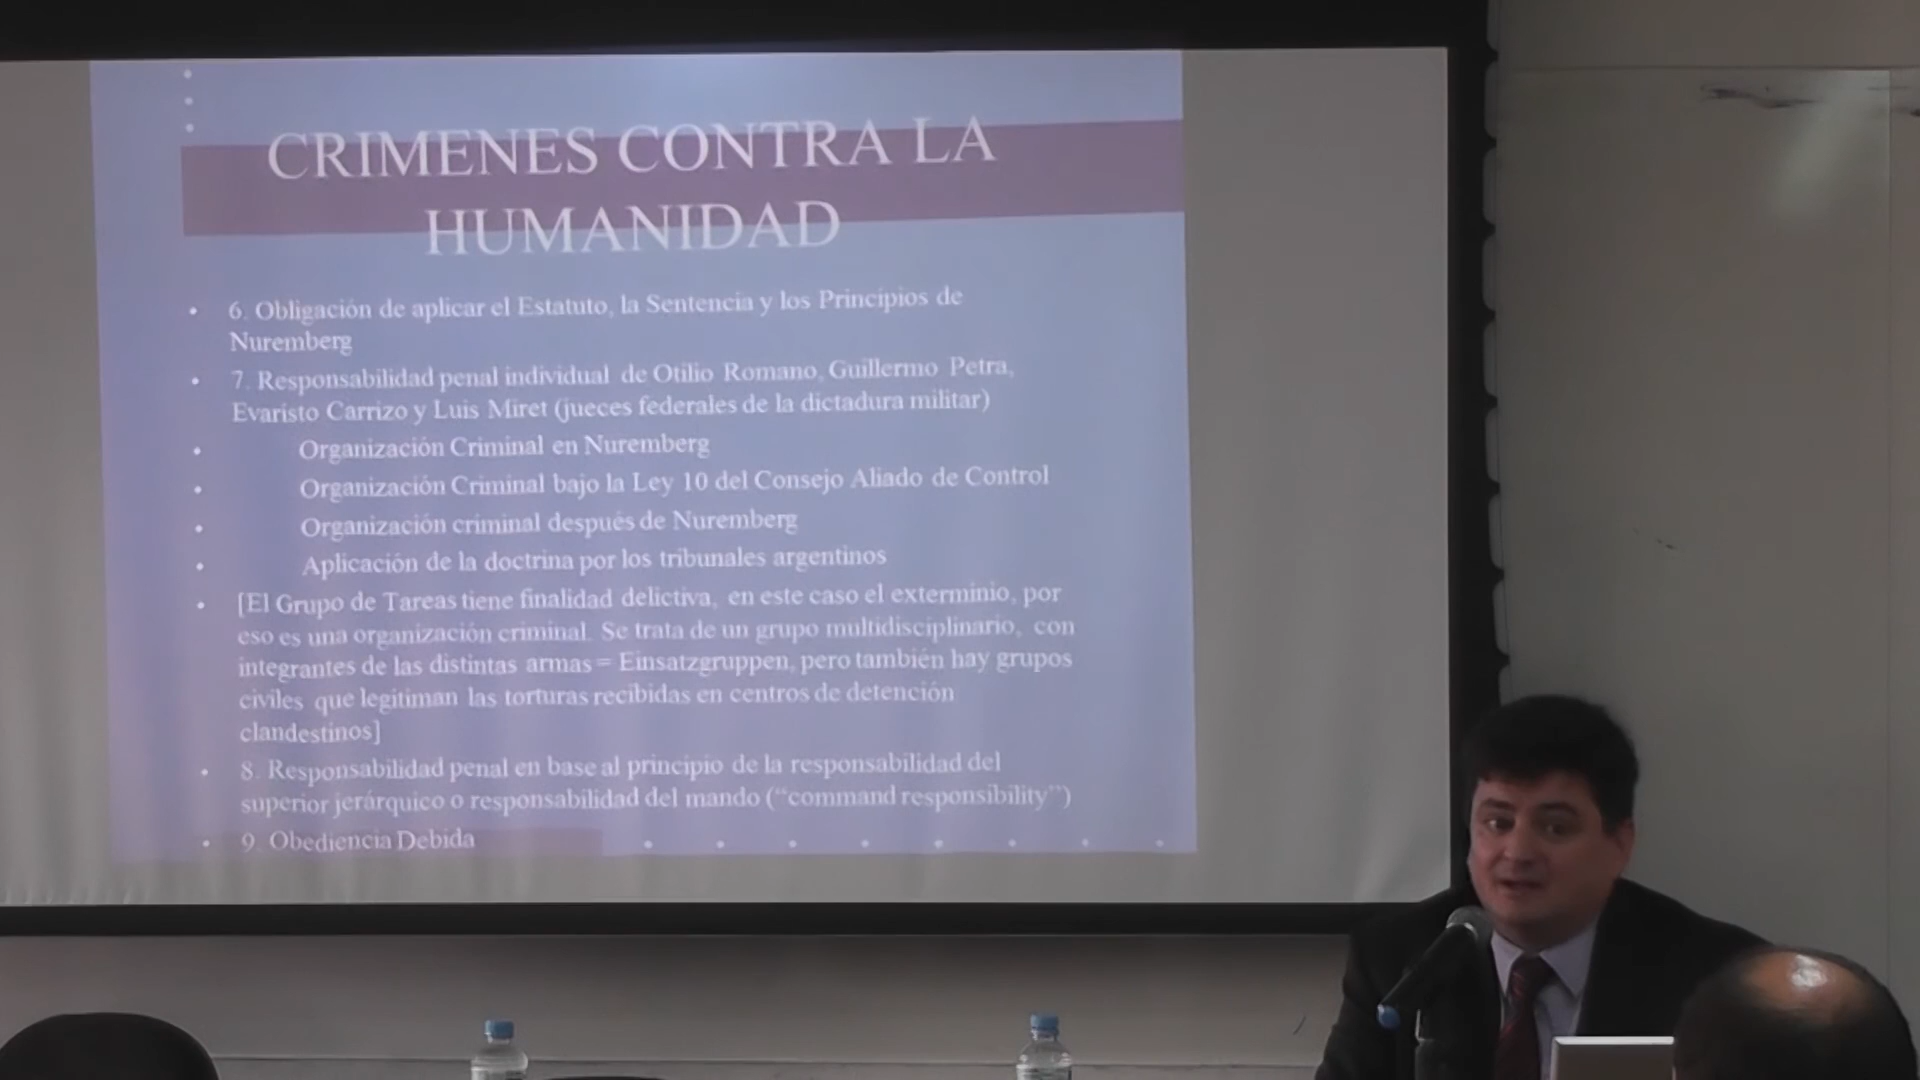 CRIMENES CONTRA LA
HUMANIDAD
• 6. Obligación de aplicar el Estatuto, la Sentencia y los Principios de
Nuremberg
• 7. Responsabilidad penal individual de Otilio Romano, Guillermo Petra,
Evaristo Carrizo y Luis Miret (jueces federales de la dictadura militar)
• Organización Criminal en Nuremberg
• Organización Criminal bajo la Ley 10 del Consejo Aliado de Control
• Organización criminal después de Nuremberg
• Aplicación de la doctrina por los tribunales argentinos
• [El Grupo de Tareas tiene finalidad delictiva, en este caso el exterminio, por
eso es una organización criminal. Se trata de un grupo multidisciplinario, con
integrantes de las distintas armas = Einsatzgruppen, pero también hay grupos
civiles que legitiman las torturas recibidas en centros de detención
clandestinos]
• 8. Responsabilidad penal en base al principio de la responsabilidad del
superior jerárquico o responsabilidad del mando (“command responsibility”)
• 9. Obediencia Debida